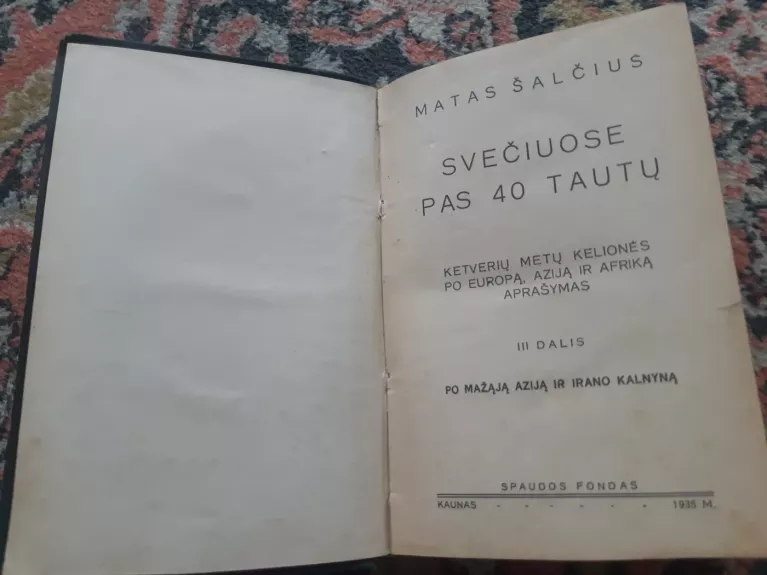 MATAS ŠALČIUS
SVEČIUOSE
PAS 40 TAUTŲ
KETVERIŲ METŲ KELIONĖS
PO EUROPĄ, AZIJĄ IR AFRIKĄ
APRAŠYMAS
III DALIS
PO MAŽĄJĄ AZIJĄ IR IRANO KALNYNĄ
SPAUDOS FONDAS
KAUNAS - - - - - - 1935 M.